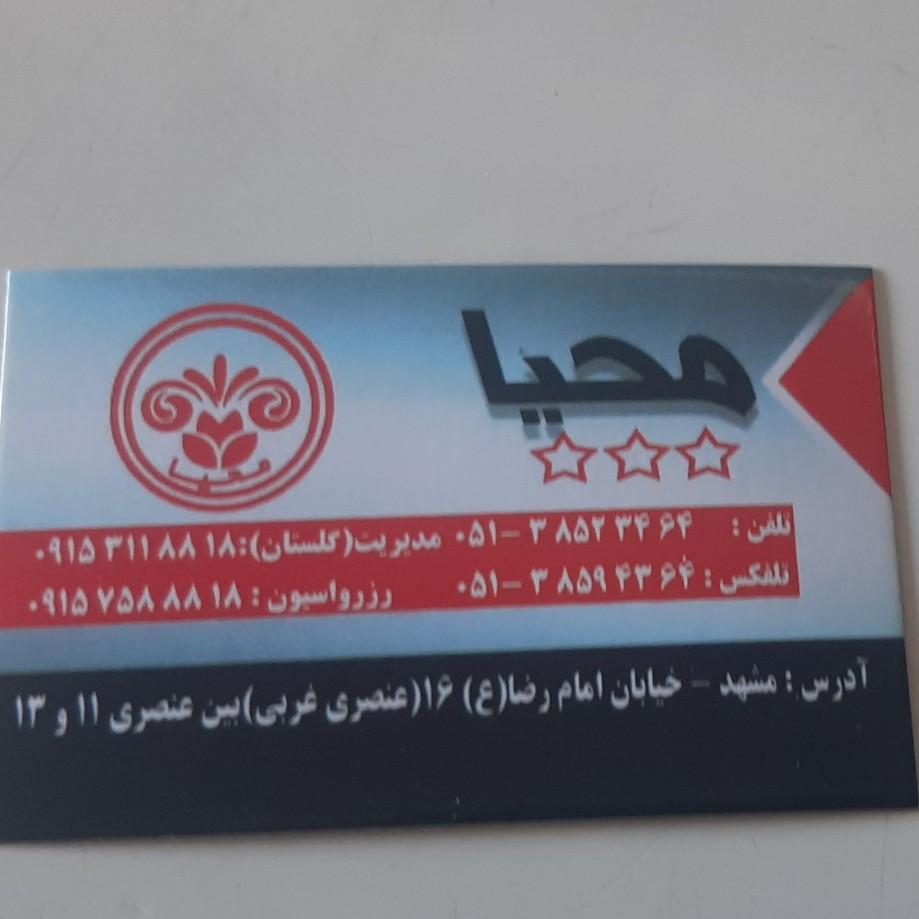 محیا
محیا
تلفن : ۰۵۱- ۳ ۸۵۲ ۳۴ ۶۴ مدیریت(گلستان):۰۹۱۵ ۳۱۱ ۸۸ ۱۸
تلفکس : ۰۵۱- ۳ ۸۵۹ ۴۳ ۶۴ رزرواسیون : ۰۹۱۵ ۷۵۸ ۸۸ ۱۸
آدرس : مشهد - خیابان امام رضا(ع) ۱۶(عنصری غربی)بین عنصری ۱۱ و ۱۳